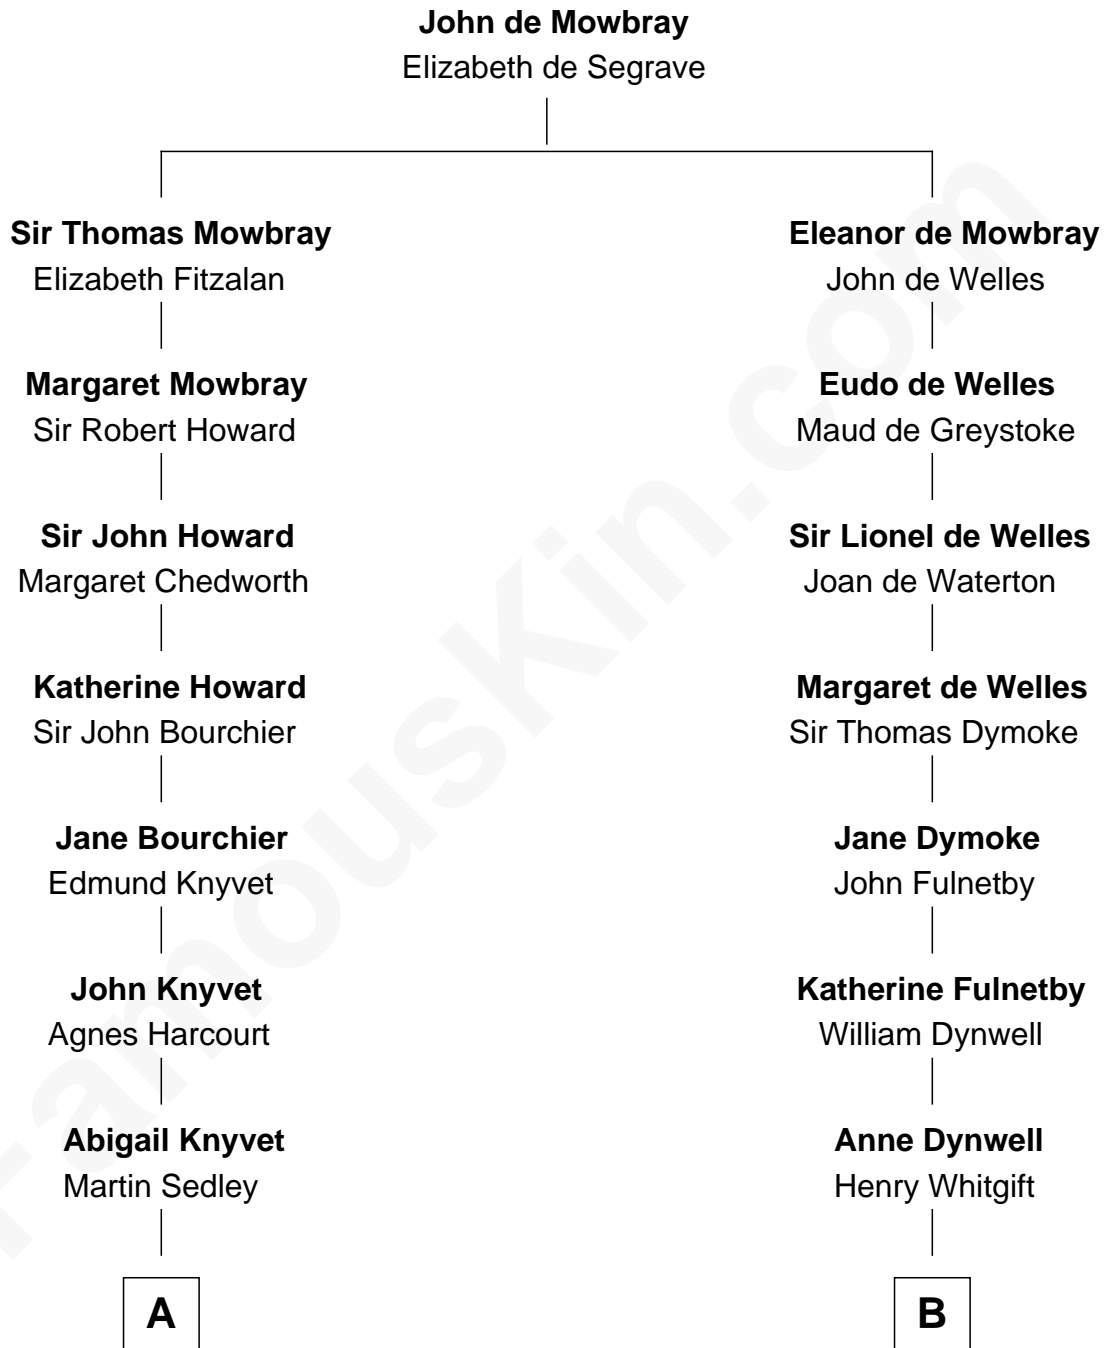 John de Mowbray
Elizabeth de Segrave
Sir Thomas Mowbray
Elizabeth Fitzalan
Eleanor de Mowbray
John de Welles
Margaret Mowbray
Sir Robert Howard
Eudo de Welles
Maud de Greystoke
Sir John Howard
Margaret Chedworth
Sir Lionel de Welles
Joan de Waterton
Katherine Howard
Sir John Bourchier
Margaret de Welles
Sir Thomas Dymoke
Jane Bourchier
Edmund Knyvet
Jane Dymoke
John Fulnetby
John Knyvet
Agnes Harcourt
Katherine Fulnetby
William Dynwell
Abigail Knyvet
Martin Sedley
Anne Dynwell
Henry Whitgift
A
B
FamousKin.com